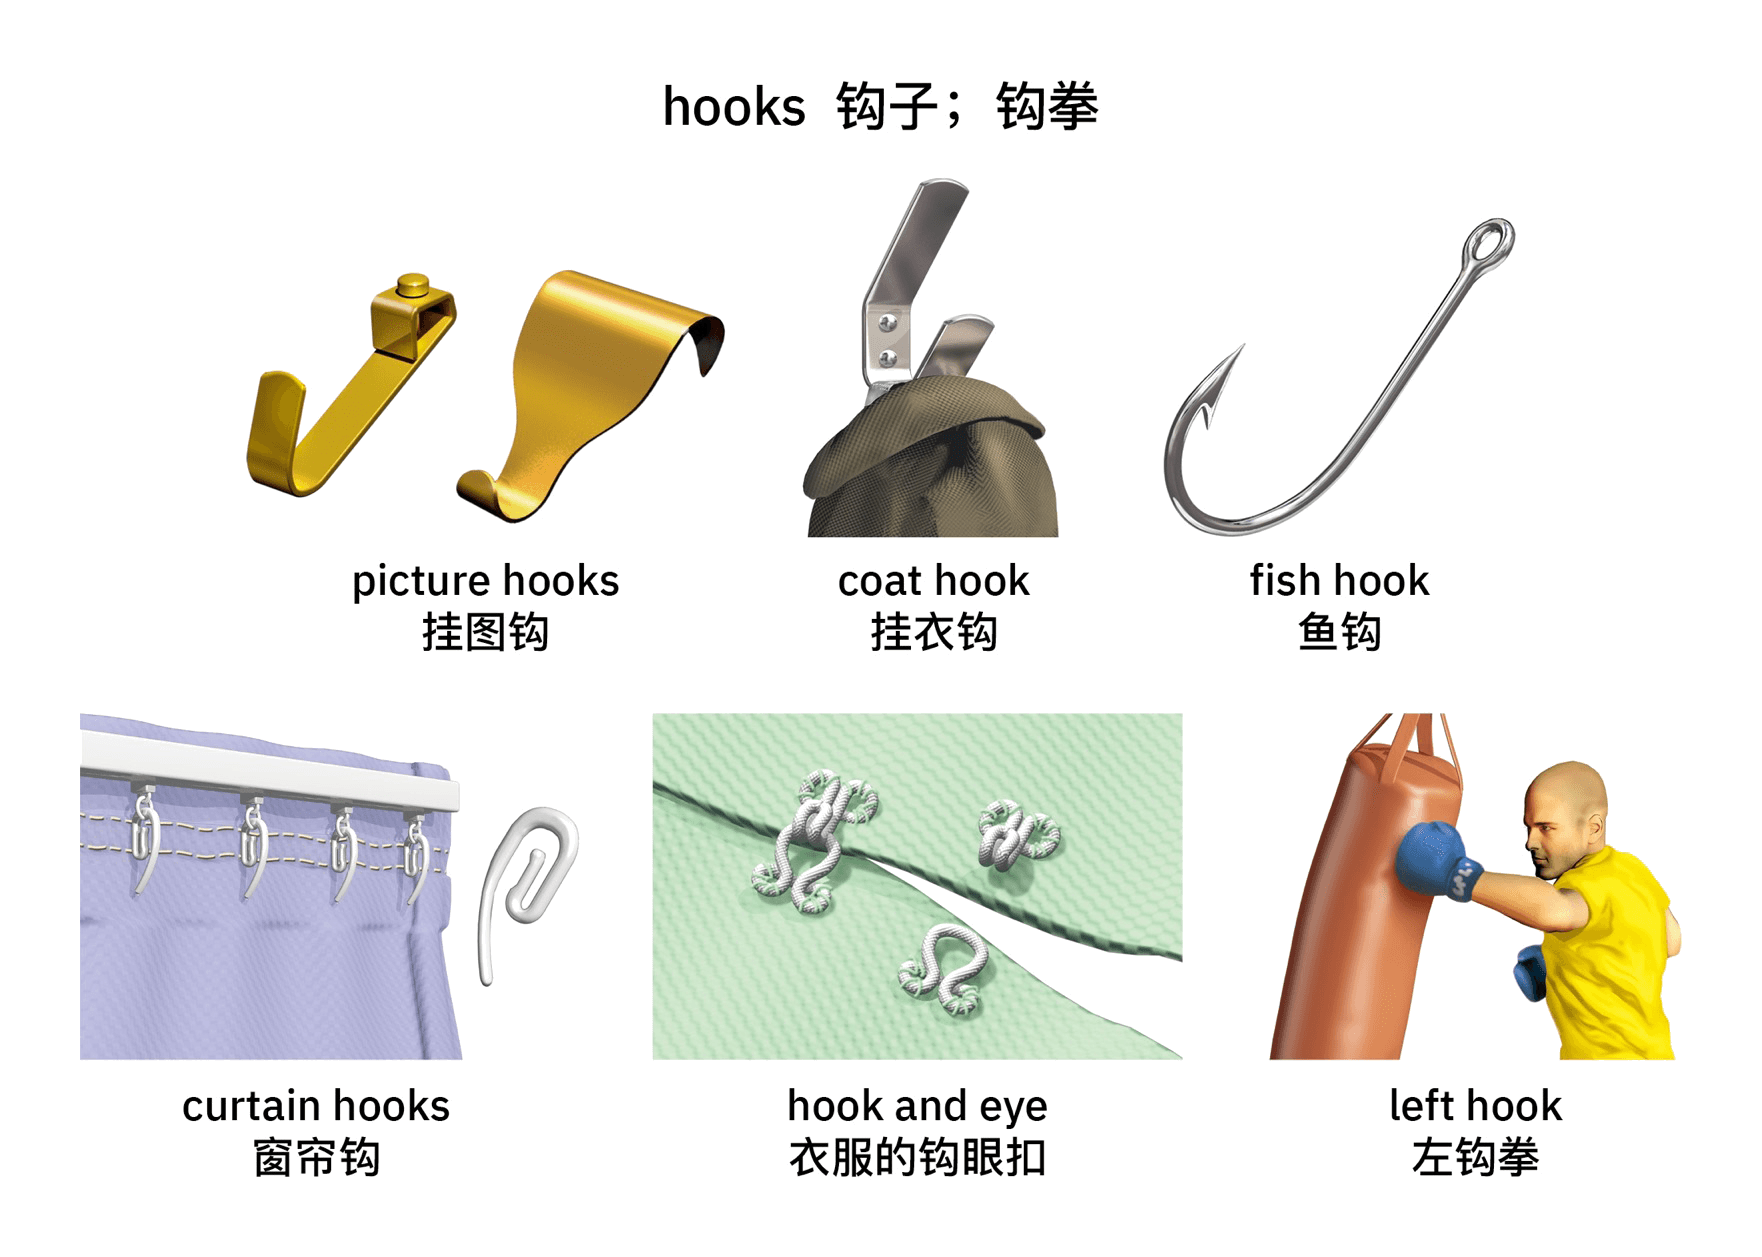 hooks 钩子；钩拳
picture hooks
挂图钩
coat hook
挂衣钩
fish hook
鱼钩
curtain hooks
窗帘钩
hook and eye
衣服的钩眼扣
left hook
左钩拳